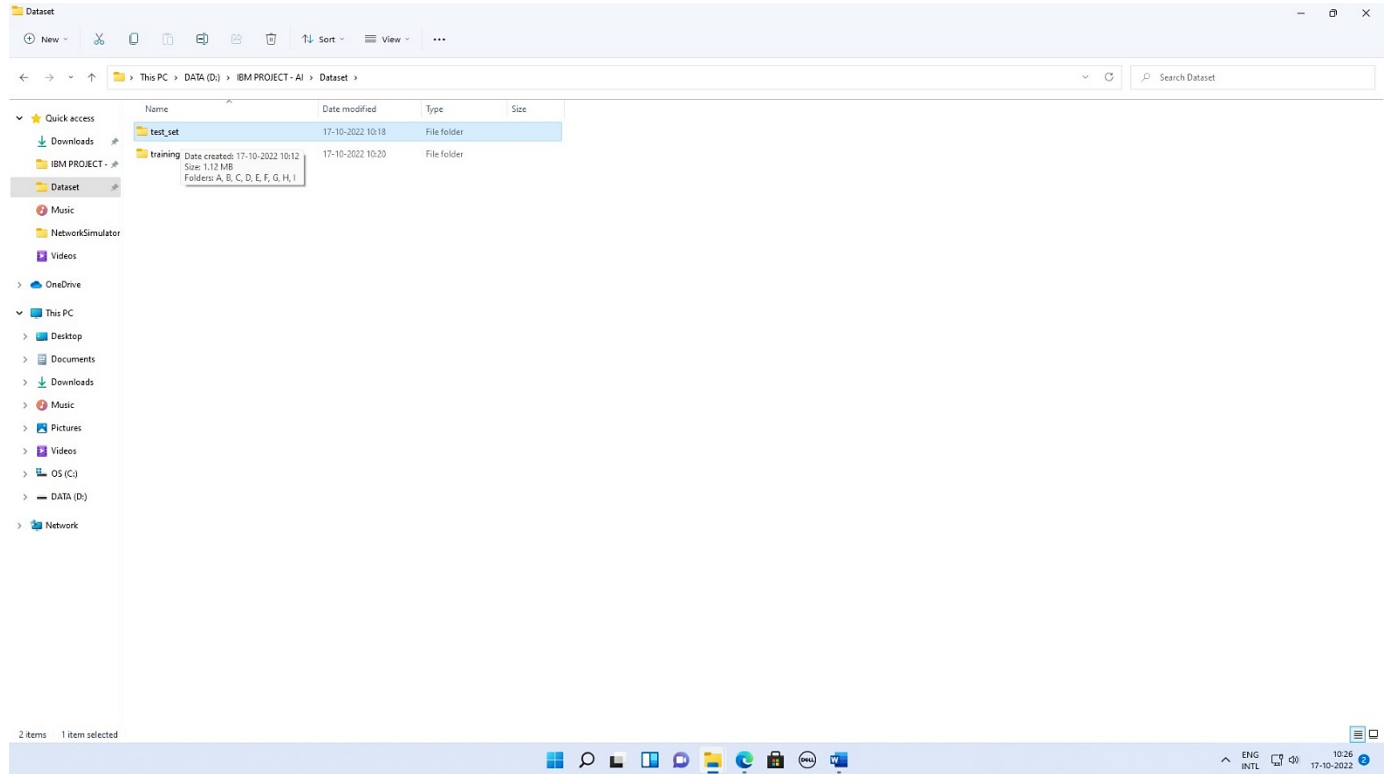 Dataset
New
Sort
View
This PC > DATA (D:) > IBM PROJECT - AI > Dataset >
Search Dataset
Name Date modified Type Size
Quick access
Downloads
IBM PROJECT -
Dataset
Music
NetworkSimulator
Videos
OneDrive
This PC
Desktop
Documents
Downloads
Music
Pictures
Videos
OS (C:)
DATA (D:)
Network
test_set 17-10-2022 10:18 File folder
training 17-10-2022 10:20 File folder
Date created: 17-10-2022 10:12
Size: 1.12 MB
Folders: A, B, C, D, E, F, G, H, I
2 items 1 item selected
DELL
ENG
INTL
10:26
17-10-2022
2